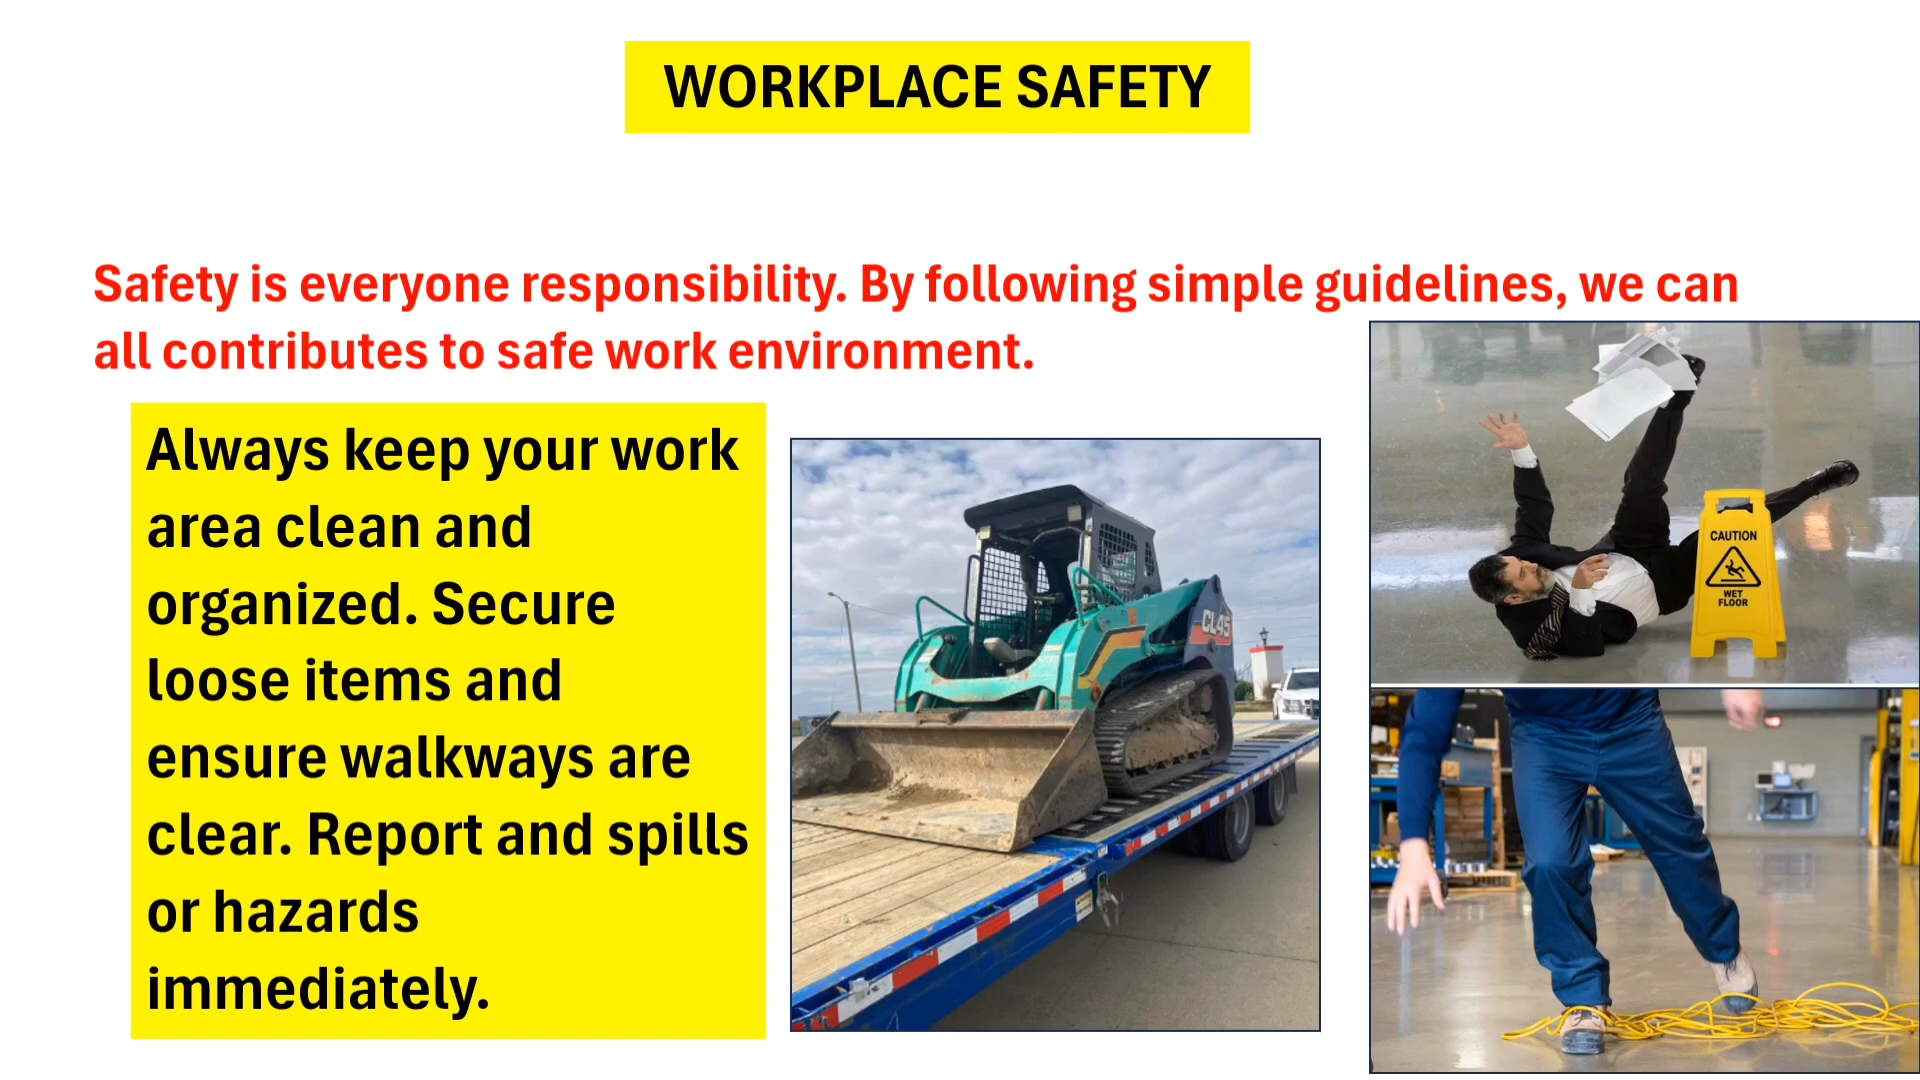 WORKPLACE SAFETY
Safety is everyone responsibility. By following simple guidelines, we can
all contributes to safe work environment.
Always keep your work
area clean and
organized. Secure
loose items and
ensure walkways are
clear. Report and spills
or hazards
immediately.
CL45
CAUTION
WET
FLOOR